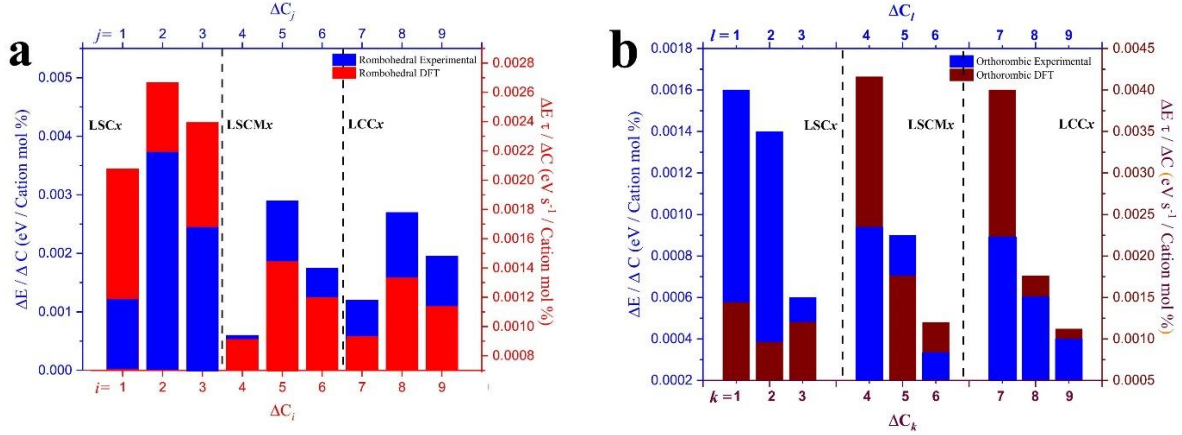 a
ΔCj
j= 1 2 3 4 5 6 7 8 9
Rombohedral Experimental
Rombohedral DFT
LSCx
LSCMx
LCCx
ΔE / Δ C (eV / Cation mol %)
0.005
0.004
0.003
0.002
0.001
0.000
ΔE τ / ΔC (eV s-1 / Cation mol %)
0.0028
0.0026
0.0024
0.0022
0.0020
0.0018
0.0016
0.0014
0.0012
0.0010
0.0008
i= 1 2 3 4 5 6 7 8 9
ΔCi
b
ΔCl
l = 1 2 3 4 5 6 7 8 9
Orthorombic Experimental
Orthorombic DFT
LSCx
LSCMx
LCCx
ΔE / Δ C (eV / Cation mol %)
0.0018
0.0016
0.0014
0.0012
0.0010
0.0008
0.0006
0.0004
0.0002
ΔE τ / ΔC (eV s-1 / Cation mol %)
0.0045
0.0040
0.0035
0.0030
0.0025
0.0020
0.0015
0.0010
0.0005
k = 1 2 3 4 5 6 7 8 9
ΔCk